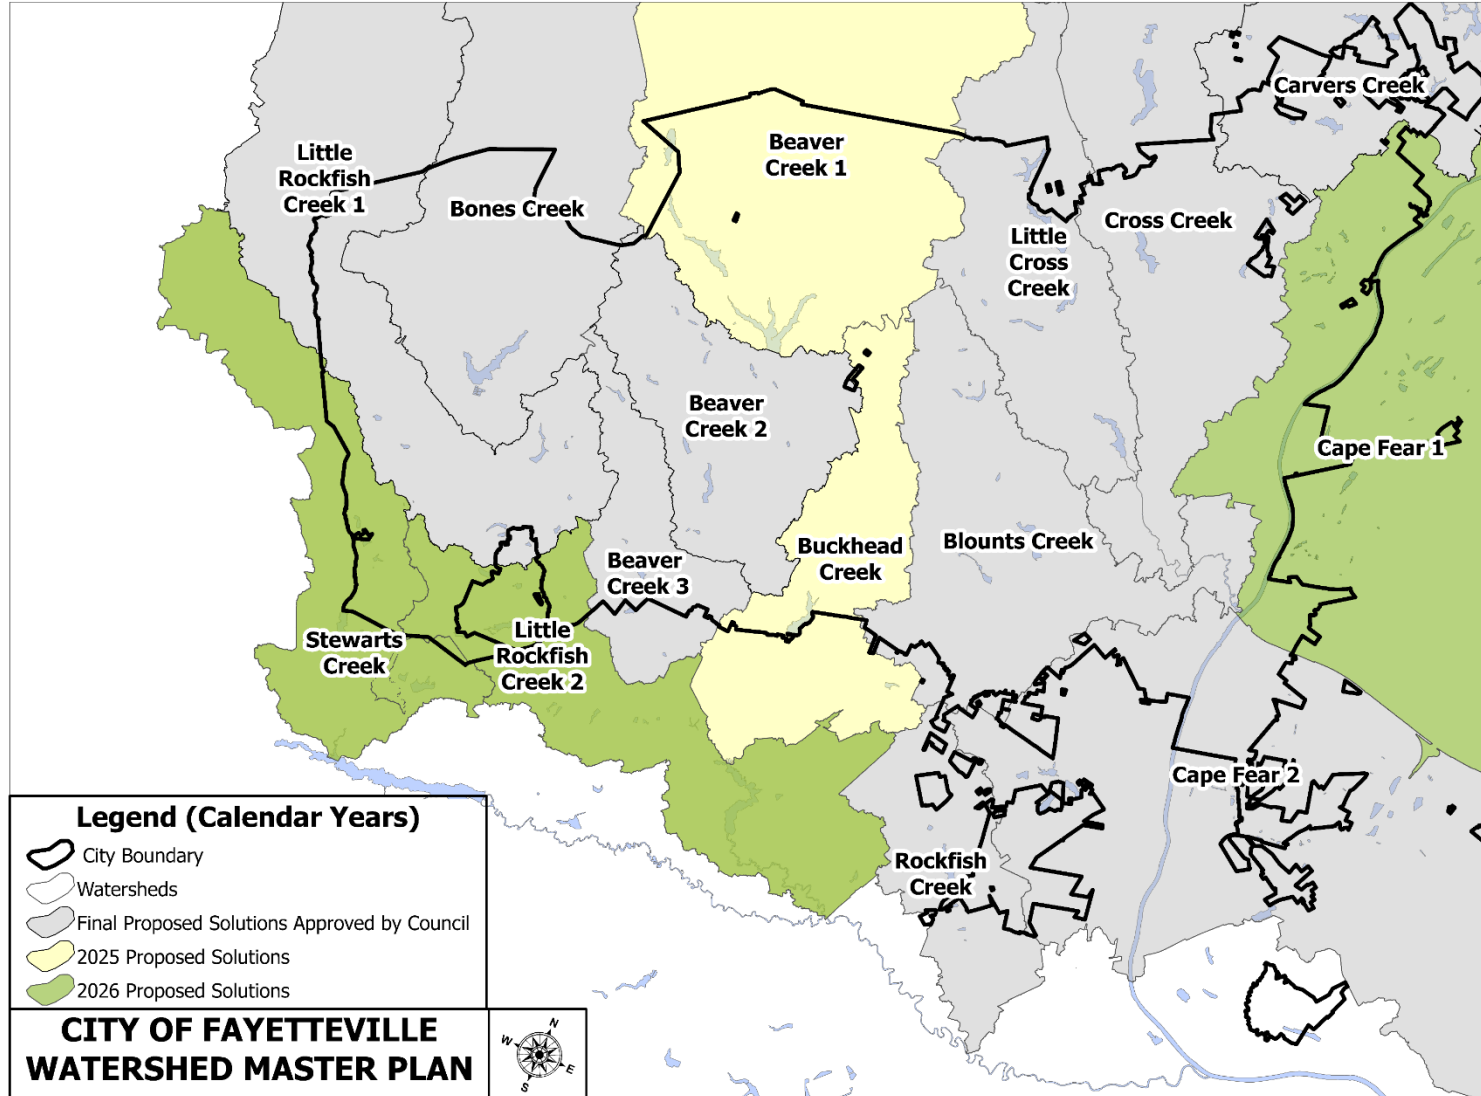 Carvers Creek
Beaver
Creek 1
Little
Rockfish
Creek 1
Bones Creek
Cross Creek
Little
Cross
Creek
Beaver
Creek 2
Cape Fear 1
Buckhead
Creek
Blounts Creek
Beaver
Creek 3
Stewarts
Creek
Little
Rockfish
Creek 2
Cape Fear 2
Rockfish
Creek
Legend (Calendar Years)
City Boundary
Watersheds
Final Proposed Solutions Approved by Council
2025 Proposed Solutions
2026 Proposed Solutions
CITY OF FAYETTEVILLE
WATERSHED MASTER PLAN
N
W
E
S